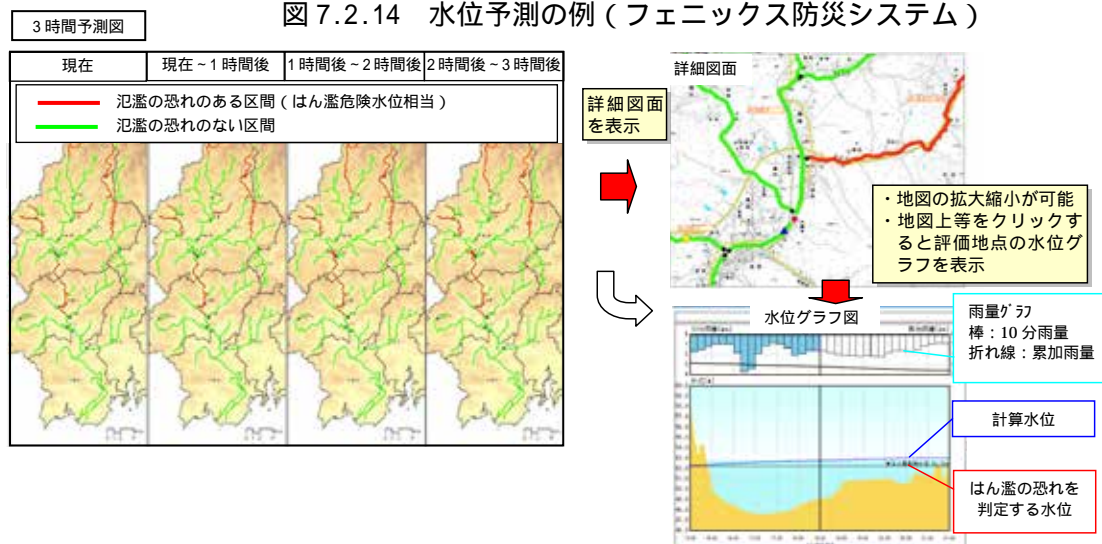 図 7.2.14 水位予測の例(フェニックス防災システム)
3時間予測図
現在
現在~1時間後
1時間後~2時間後
2時間後~3時間後
氾濫の恐れのある区間(はん濫危険水位相当)
氾濫の恐れのない区間
詳細図面
を表示
詳細図面
・地図の拡大縮小が可能
・地図上等をクリックす
ると評価地点の水位グ
ラフを表示
水位グラフ図
雨量グラフ
棒:10分雨量
折れ線:累加雨量
計算水位
はん濫の恐れを
判定する水位